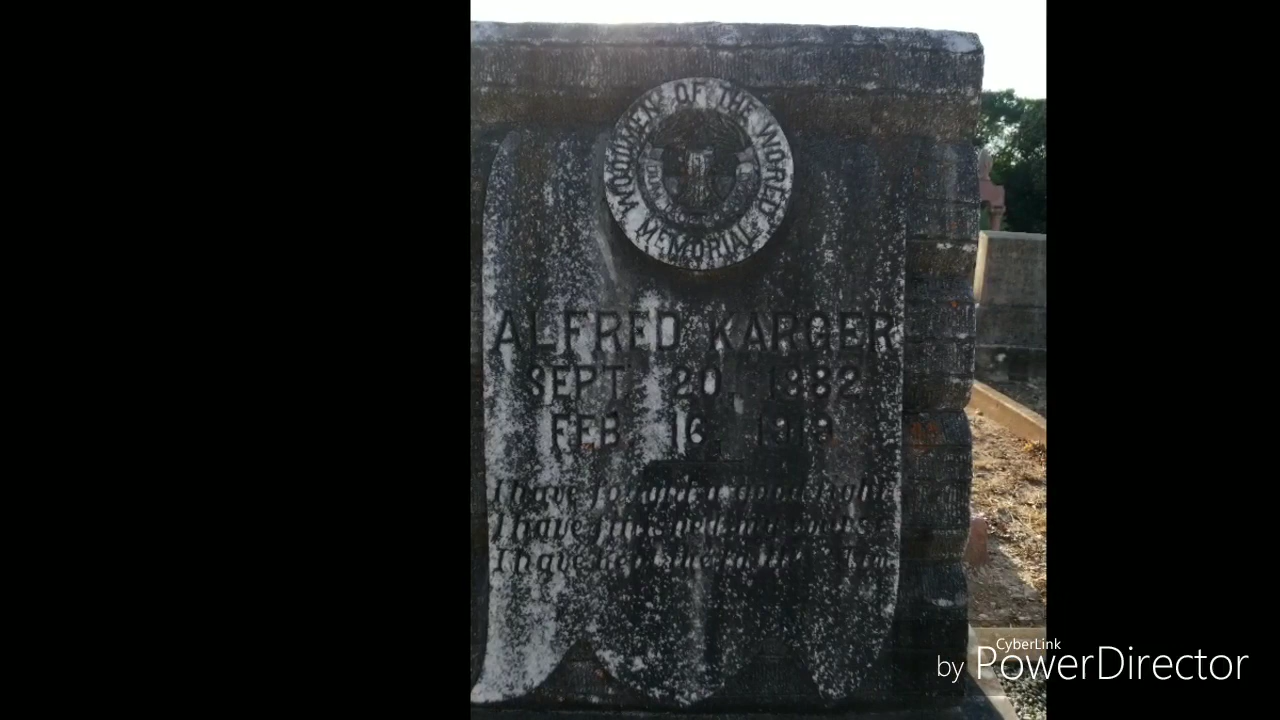 WOODMEN OF THE WORLD
MEMORIAL
ALFRED KARGER
SEPT. 20, 1882
FEB. 16, 1919
I have fought a good fight
I have finished my course
I have kept the faith
CyberLink
by PowerDirector